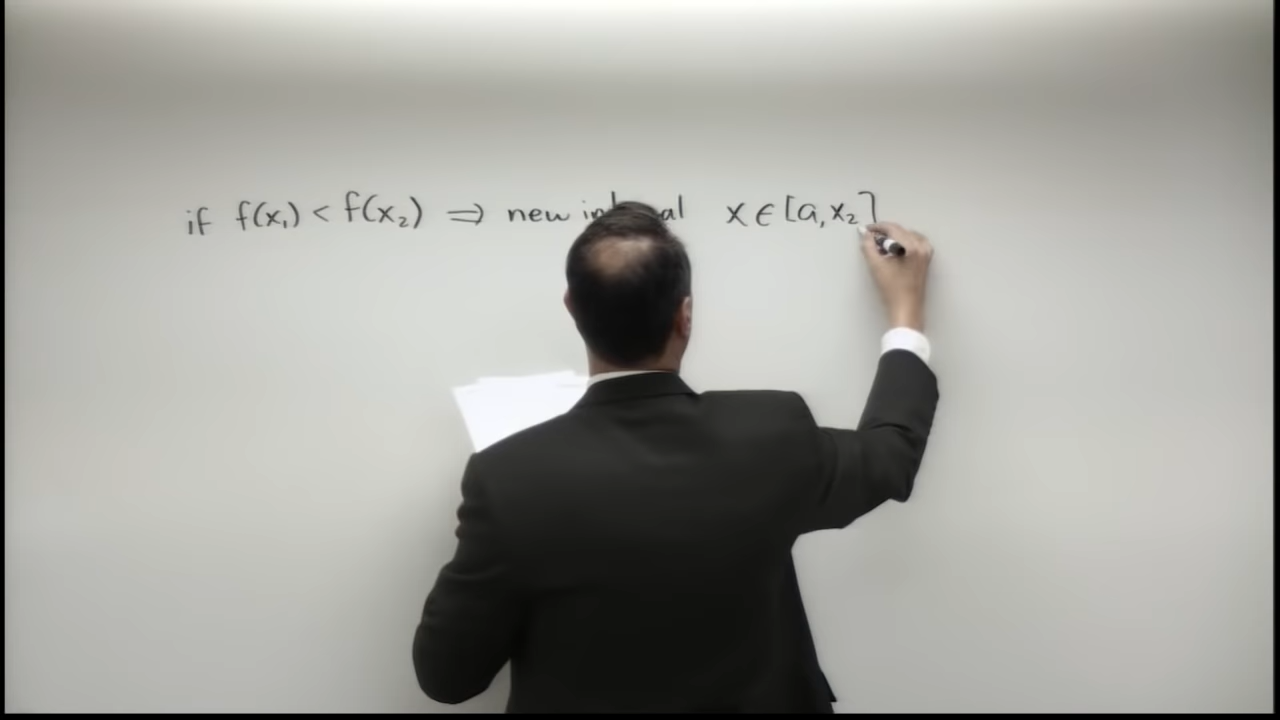 if f(x₁) < f(x₂) ⇒ new x ∈ [a, x₂]